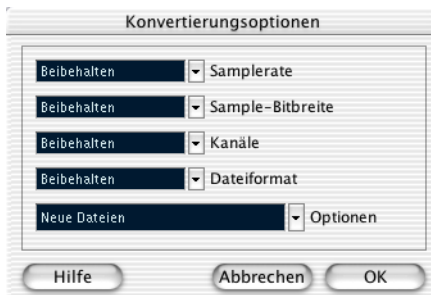 Konvertierungsoptionen
Beibehalten Samplerate
Beibehalten Sample-Bitbreite
Beibehalten Kanäle
Beibehalten Dateiformat
Neue Dateien Optionen
Hilfe Abbrechen OK